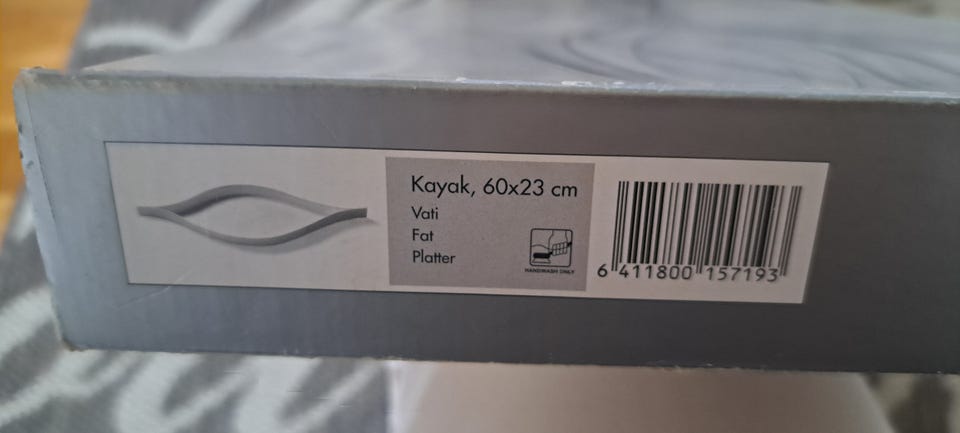 Kayak, 60x23 cm
Vati
Fat
Platter
HANDWASH ONLY
6 411800 157193